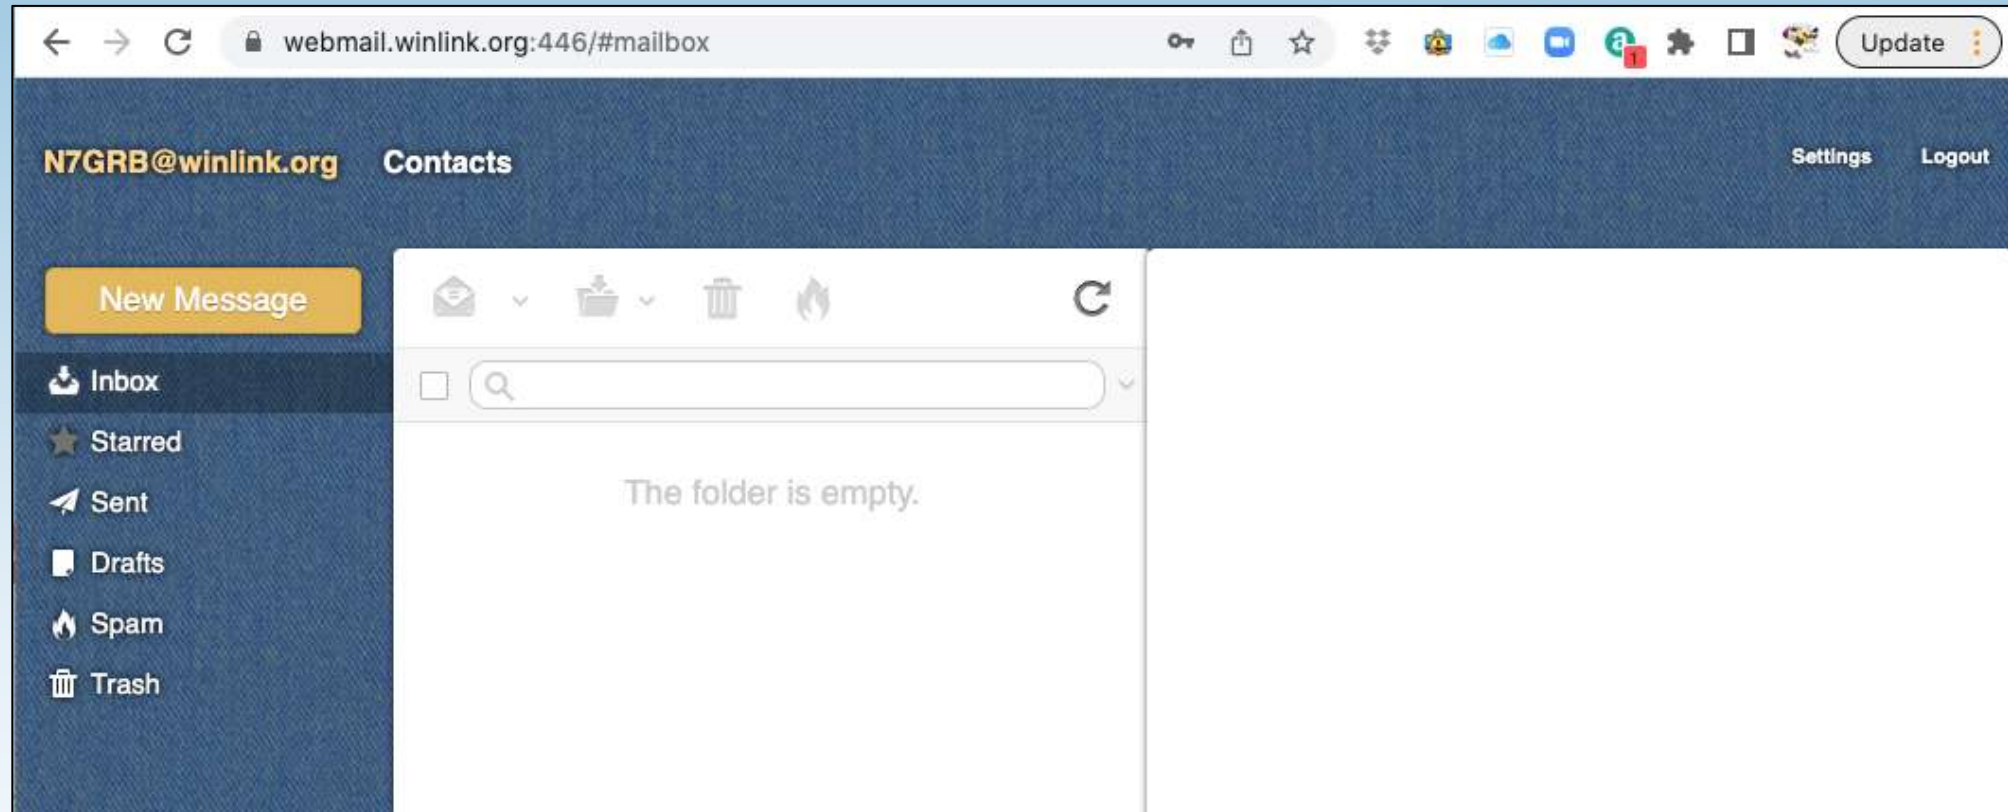 webmail.winlink.org:446/#mailbox
a
1
Update
N7GRB@winlink.org Contacts
Settings Logout
New Message
Inbox
Starred
Sent
Drafts
Spam
Trash
The folder is empty.